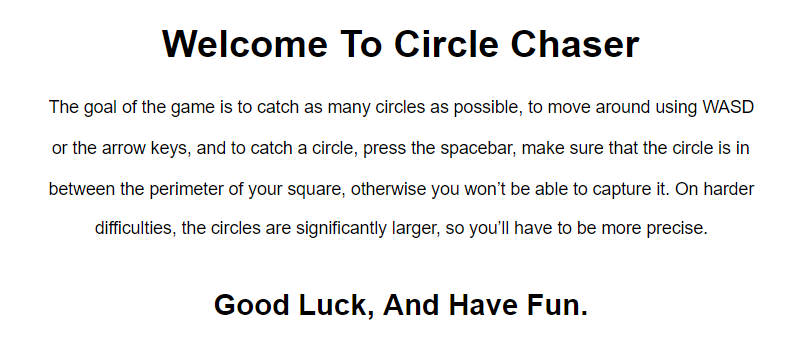 Welcome To Circle Chaser
The goal of the game is to catch as many circles as possible, to move around using WASD
or the arrow keys, and to catch a circle, press the spacebar, make sure that the circle is in
between the perimeter of your square, otherwise you won’t be able to capture it. On harder
difficulties, the circles are significantly larger, so you’ll have to be more precise.
Good Luck, And Have Fun.